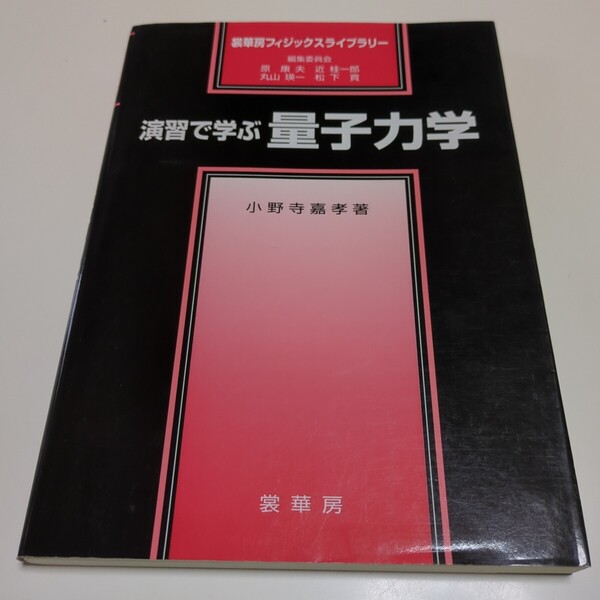 裳華房フィジックスライブラリー
編集委員会
原 康夫 近 桂一郎
丸山 瑛一 松下 貢
演習で学ぶ 量子力学
小野寺嘉孝著
裳華房